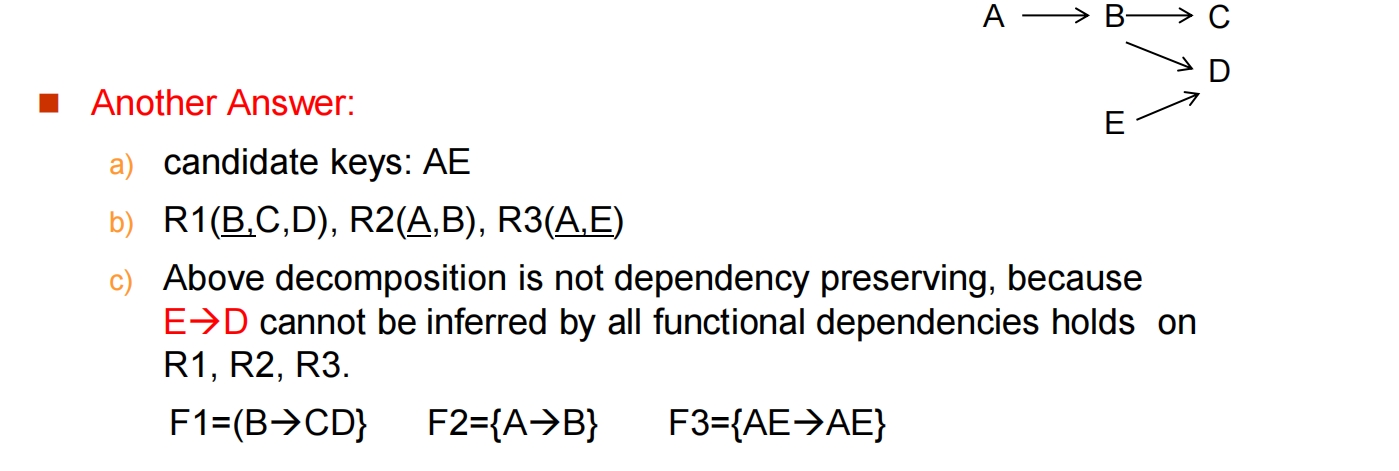 A → B → C
D
E
■ Another Answer:
a) candidate keys: AE
b) R1(B,C,D), R2(A,B), R3(A,E)
c) Above decomposition is not dependency preserving, because
E→D cannot be inferred by all functional dependencies holds on
R1, R2, R3.
F1=(B→CD} F2={A→B} F3={AE→AE}